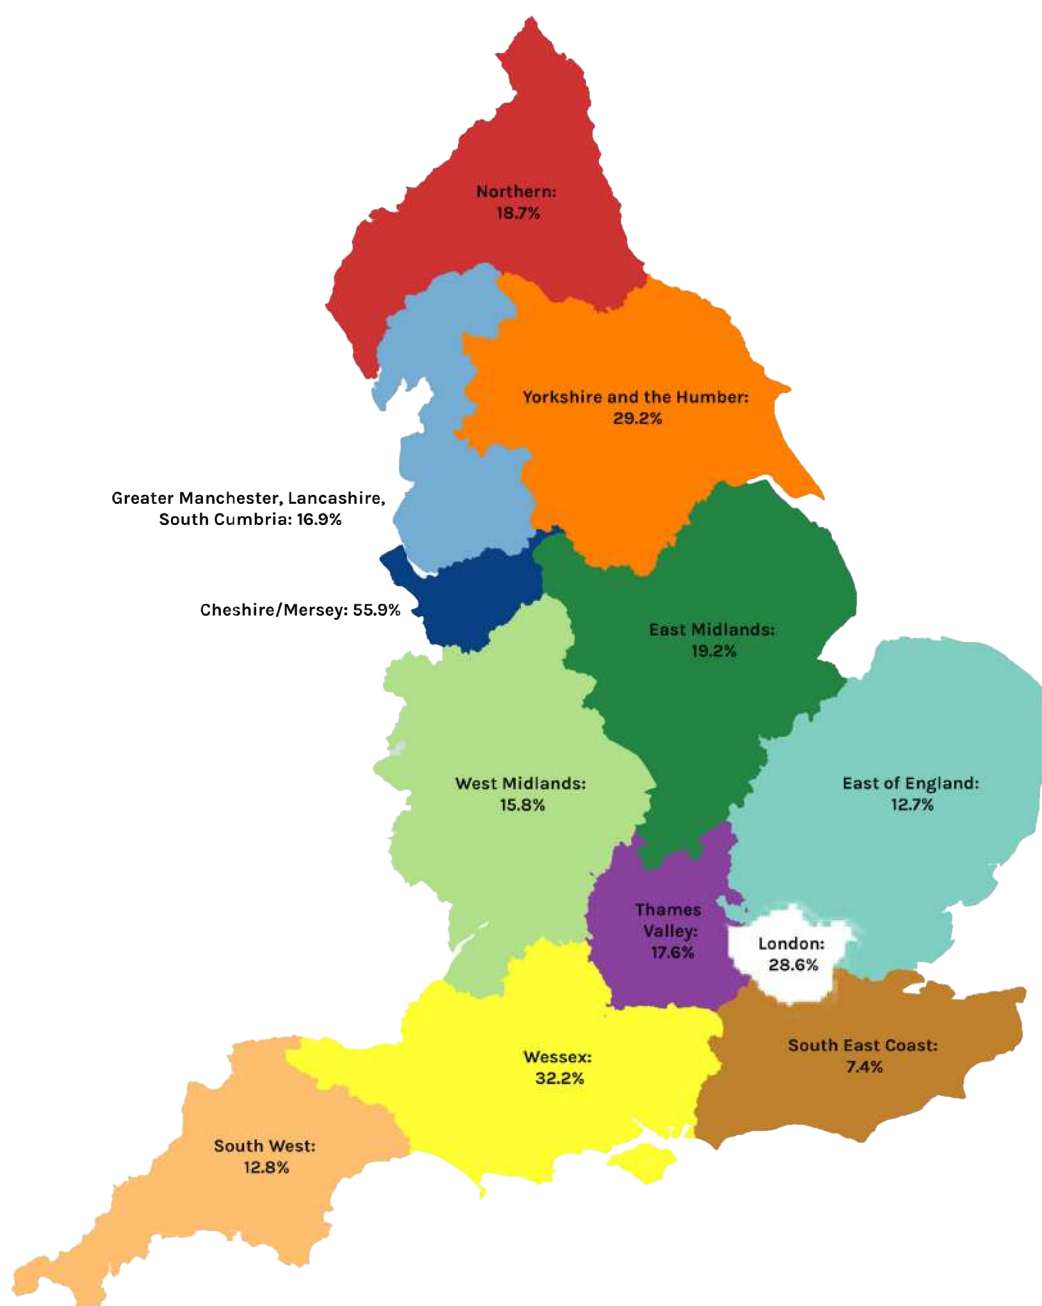 Northern:
18.7%
Yorkshire and the Humber:
29.2%
Greater Manchester, Lancashire,
South Cumbria: 16.9%
Cheshire/Mersey: 55.9%
East Midlands:
19.2%
West Midlands:
15.8%
East of England:
12.7%
Thames
Valley:
17.6%
London:
28.6%
South East Coast:
7.4%
Wessex:
32.2%
South West:
12.8%